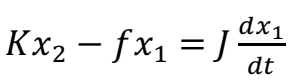 Kx₂ − fx₁ = J dx₁/dt